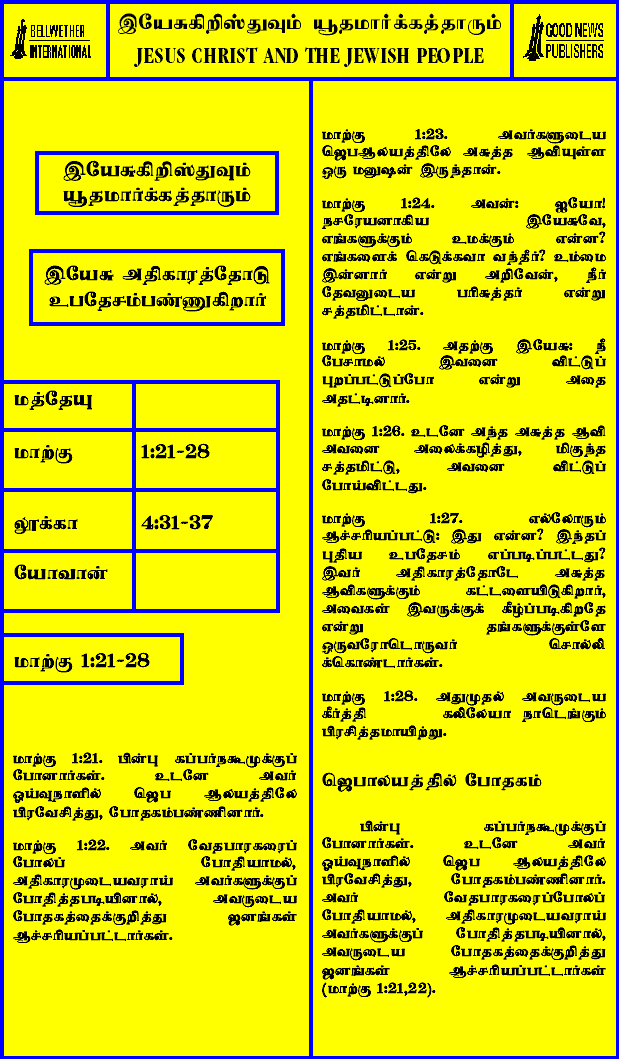 BELLWETHER
INTERNATIONAL
இயேசுகிறிஸ்துவும் யூதமார்க்கத்தாரும்
JESUS CHRIST AND THE JEWISH PEOPLE
GOOD NEWS
PUBLISHERS
இயேசுகிறிஸ்துவும்
யூதமார்க்கத்தாரும்
இயேசு அதிகாரத்தோடு
உபதேசம்பண்ணுகிறார்
மத்தேயு
மாற்கு 1:21-28
லூக்கா 4:31-37
யோவான்
மாற்கு 1:21-28
மாற்கு 1:21. பின்பு கப்பர்நகூமுக்குப்
போனார்கள். உடனே அவர்
ஓய்வுநாளில் ஜெப ஆலயத்திலே
பிரவேசித்து, போதகம்பண்ணினார்.
மாற்கு 1:22. அவர் வேதபாரகரைப்
போலப் போதியாமல்,
அதிகாரமுடையவராய் அவர்களுக்குப்
போதித்தபடியினால், அவருடைய
போதகத்தைக்குறித்து ஜனங்கள்
ஆச்சரியப்பட்டார்கள்.
மாற்கு 1:23. அவர்களுடைய
ஜெபஆலயத்திலே அசுத்த ஆவியுள்ள
ஒரு மனுஷன் இருந்தான்.
மாற்கு 1:24. அவன்: ஐயோ!
நசரேயனாகிய இயேசுவே,
எங்களுக்கும் உமக்கும் என்ன?
எங்களைக் கெடுக்கவா வந்தீர்? உம்மை
இன்னார் என்று அறிவேன், நீர்
தேவனுடைய பரிசுத்தர் என்று
சத்தமிட்டான்.
மாற்கு 1:25. அதற்கு இயேசு: நீ
பேசாமல் இவனை விட்டுப்
புறப்பட்டுப்போ என்று அதை
அதட்டினார்.
மாற்கு 1:26. உடனே அந்த அசுத்த ஆவி
அவனை அலைக்கழித்து, மிகுந்த
சத்தமிட்டு, அவனை விட்டுப்
போய்விட்டது.
மாற்கு 1:27. எல்லோரும்
ஆச்சரியப்பட்டு: இது என்ன? இந்தப்
புதிய உபதேசம் எப்படிப்பட்டது?
இவர் அதிகாரத்தோடே அசுத்த
ஆவிகளுக்கும் கட்டளையிடுகிறார்,
அவைகள் இவருக்குக் கீழ்ப்படிகிறதே
என்று தங்களுக்குள்ளே
ஒருவரோடொருவர் சொல்லி
க்கொண்டார்கள்.
மாற்கு 1:28. அதுமுதல் அவருடைய
கீர்த்தி கலிலேயா நாடெங்கும்
பிரசித்தமாயிற்று.
ஜெபாலயத்தில் போதகம்
பின்பு கப்பர்நகூமுக்குப்
போனார்கள். உடனே அவர்
ஓய்வுநாளில் ஜெப ஆலயத்திலே
பிரவேசித்து, போதகம்பண்ணினார்.
அவர் வேதபாரகரைப்போலப்
போதியாமல், அதிகாரமுடையவராய்
அவர்களுக்குப் போதித்தபடியினால்,
அவருடைய போதகத்தைக்குறித்து
ஜனங்கள் ஆச்சரியப்பட்டார்கள்
(மாற்கு 1:21,22).